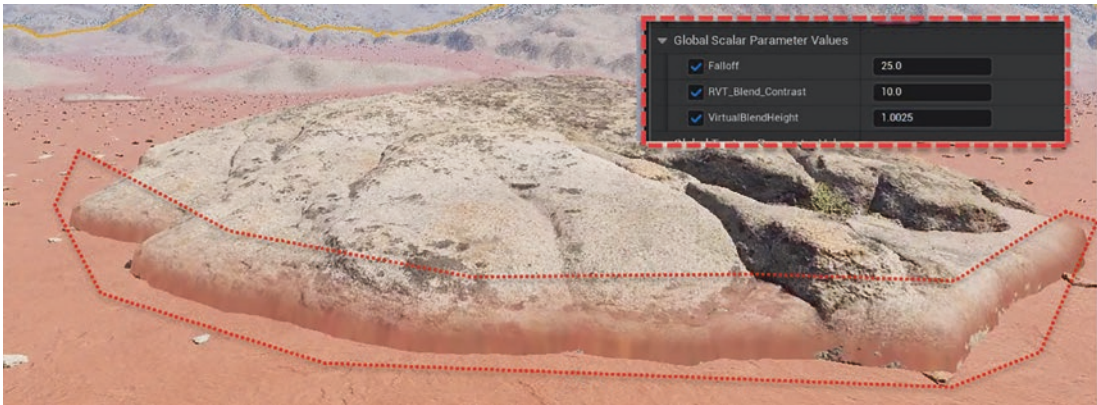 Global Scalar Parameter Values
Falloff 25.0
RVT_Blend_Contrast 10.0
VirtualBlendHeight 1.0025